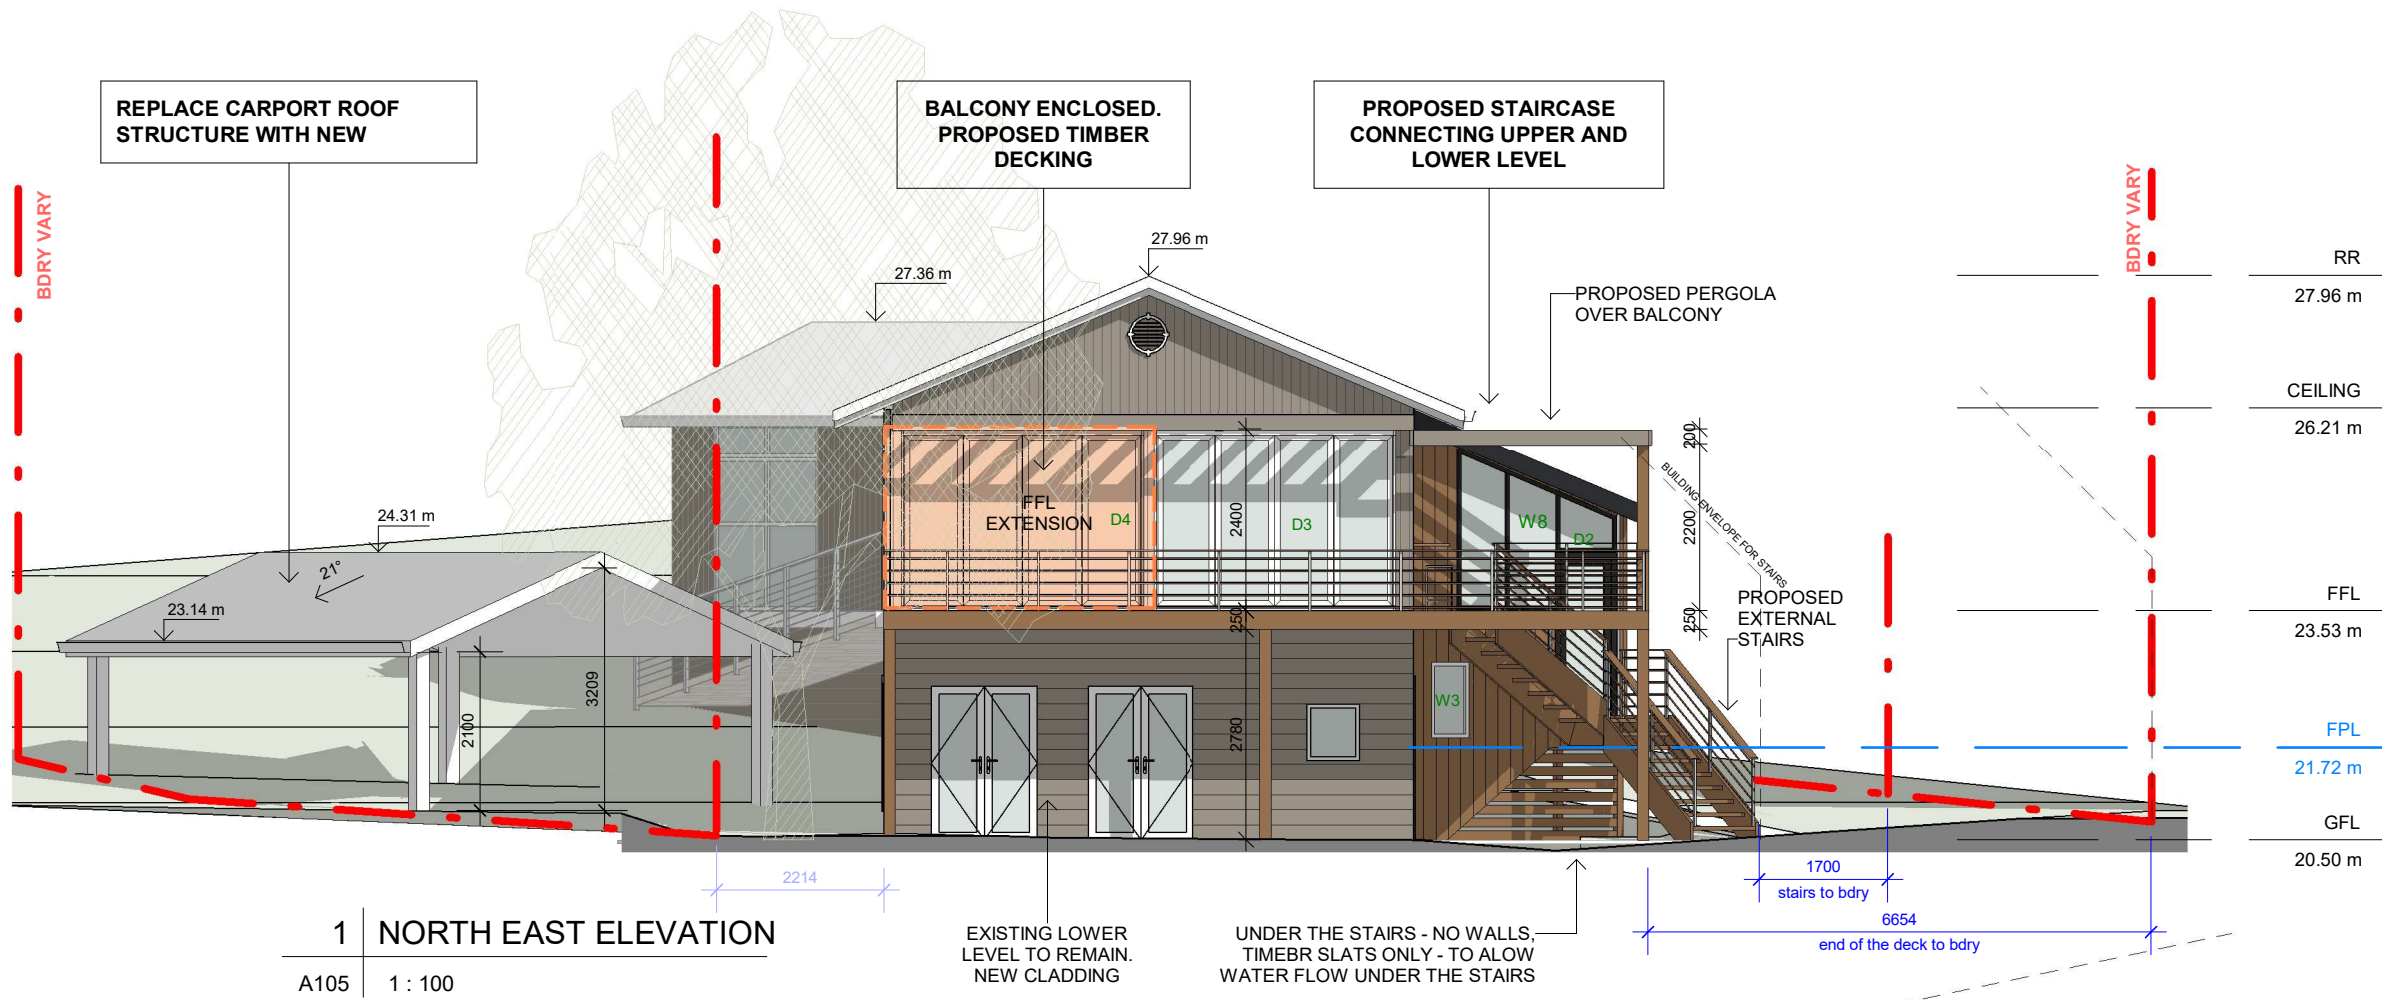 REPLACE CARPORT ROOF
STRUCTURE WITH NEW
BALCONY ENCLOSED.
PROPOSED TIMBER
DECKING
PROPOSED STAIRCASE
CONNECTING UPPER AND
LOWER LEVEL
BDRY VARY
BDRY VARY
27.96 m
27.36 m
PROPOSED PERGOLA
OVER BALCONY
RR
27.96 m
CEILING
26.21 m
200
BUILDING ENVELOPE FOR STAIRS
24.31 m
21°
23.14 m
FFL
EXTENSION
D4
2400
D3
W8
D2
2200
250
250
PROPOSED
EXTERNAL
STAIRS
FFL
23.53 m
3209
2100
2780
W3
FPL
21.72 m
GFL
20.50 m
2214
1700
stairs to bdry
6654
end of the deck to bdry
1
NORTH EAST ELEVATION
A105
1 : 100
EXISTING LOWER
LEVEL TO REMAIN.
NEW CLADDING
UNDER THE STAIRS - NO WALLS,
TIMEBR SLATS ONLY - TO ALOW
WATER FLOW UNDER THE STAIRS